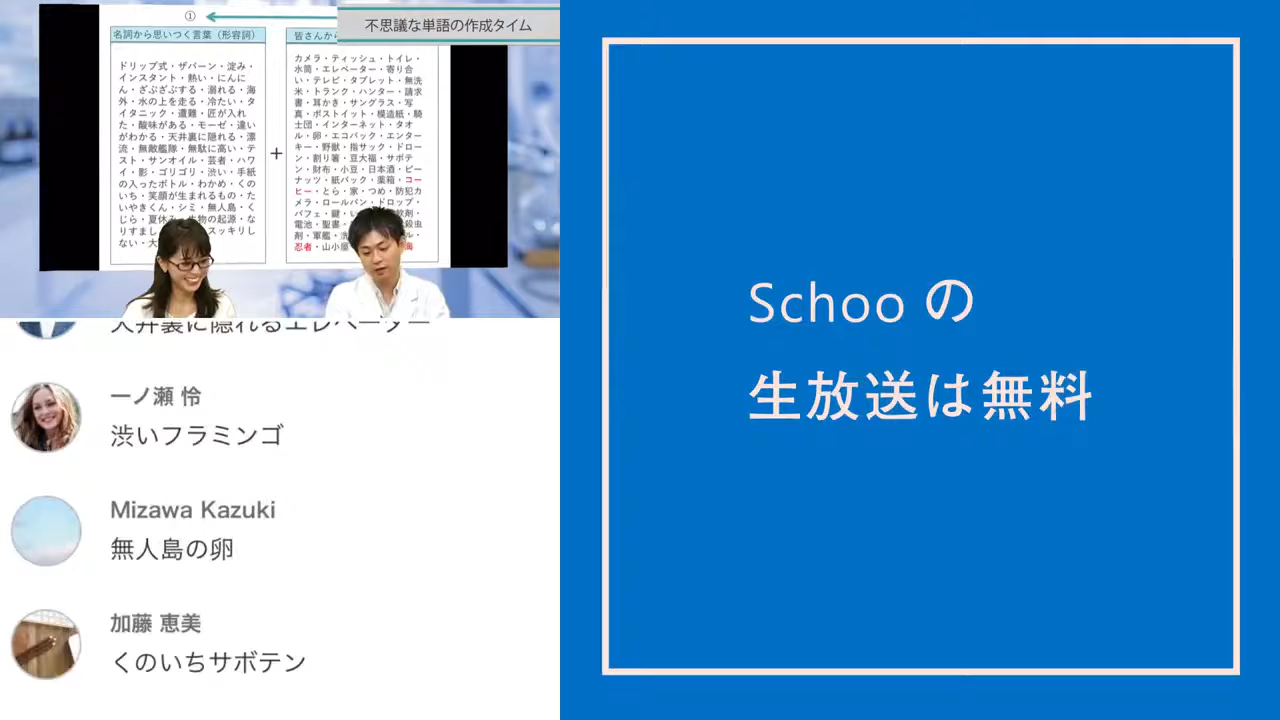 ①
不思議な単語の作成タイム
名詞から思いつく言葉（形容詞）
ドリップ式・ザパーン・淀み・
インスタント・熱い・にんに
ん・ざぶざぶする・溺れる・海
外・水の上を走る・冷たい・タ
イタニック・遭難・匠が入れ
た・酸味がある・モーゼ・違い
がわかる・天井裏に隠れる・漂
流・無敵艦隊・無駄に高い・テ
スト・サンオイル・芸者・ハワ
イ・影・ゴリゴリ・渋い・手紙
の入ったボトル・わかめ・くの
いち・笑顔が生まれるもの・た
いやきくん・シミ・無人島・く
じら・夏休み・生物の起源・な
りすまし
スッキリし
ない・大
+
皆さんから
カメラ・ティッシュ・トイレ・
水筒・エレベーター・寄り合
い・テレビ・タブレット・無洗
米・トランク・ハンター・請求
書・耳かき・サングラス・写
真・ポストイット・模造紙・騎
士団・インターネット・タオ
ル・卵・エコバック・エンター
キー・野獣・指サック・ドロー
ン・割り箸・豆大福・サボテ
ン・財布・小豆・日本酒・ピー
ナッツ・紙パック・薬箱・コー
ヒー・とら・家・つめ・防犯カ
メラ・ロールパン・ドロップ・
パフェ・鍵・い
電池・聖書・
殺虫
剤・軍艦・
ル・
忍者・山小屋
海
天井裏に隠れるエレベーター
一ノ瀬 怜
渋いフラミンゴ
Mizawa Kazuki
無人島の卵
加藤 恵美
くのいちサボテン
Schoo の
生放送は無料